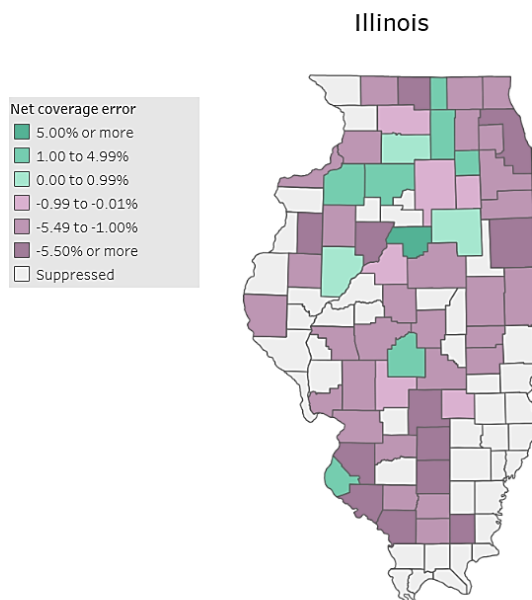 Illinois
Net coverage error
5.00% or more
1.00 to 4.99%
0.00 to 0.99%
-0.99 to -0.01%
-5.49 to -1.00%
-5.50% or more
Suppressed